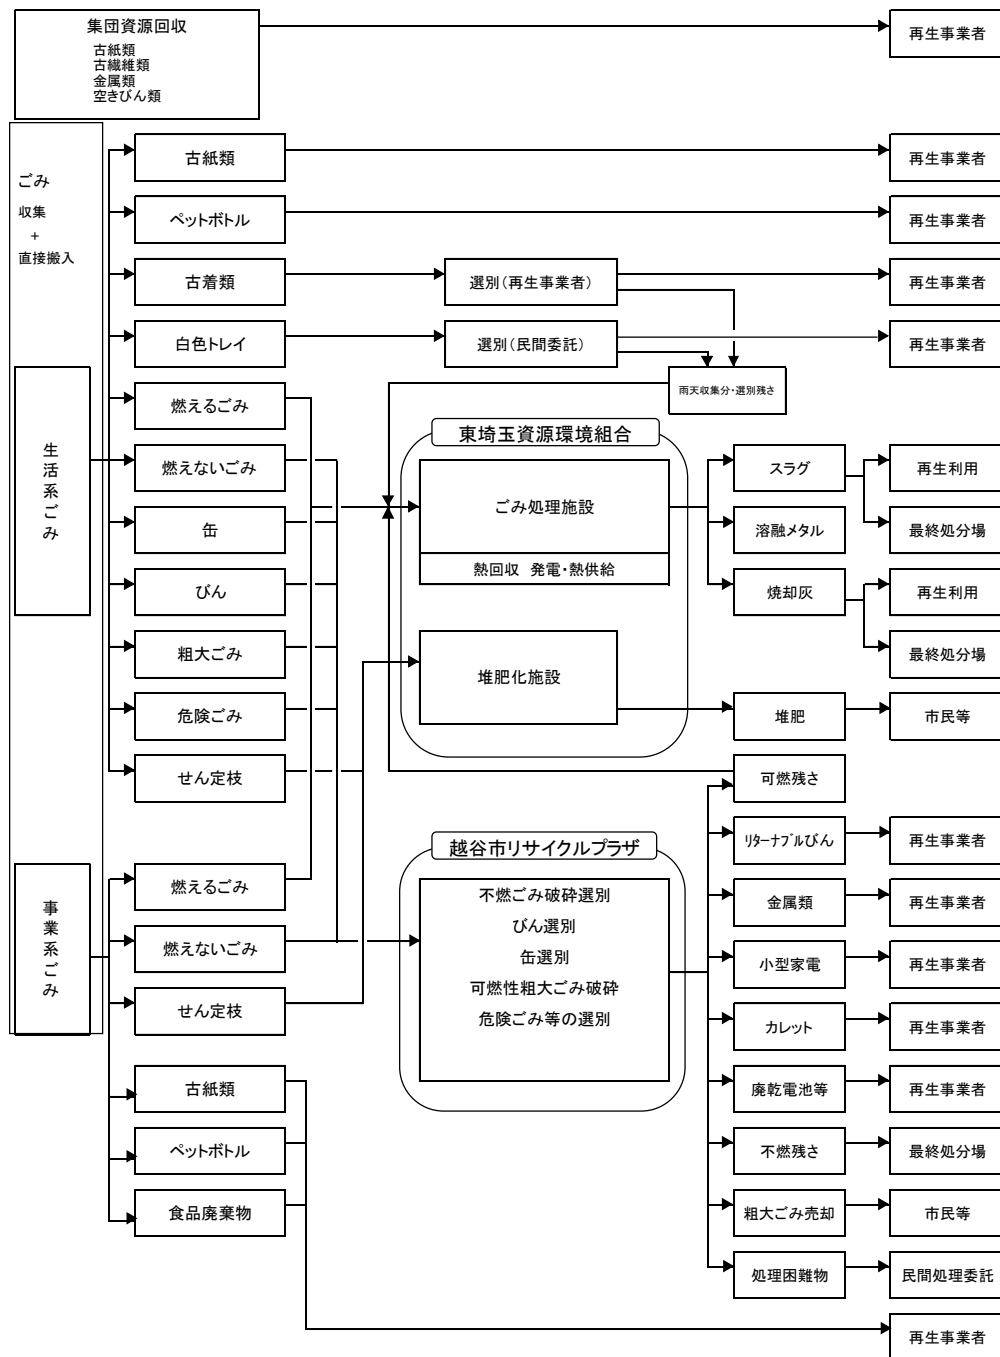 集団資源回収
古紙類
古繊維類
金属類
空きびん類
再生事業者
ごみ
収集
+
直接搬入
古紙類
再生事業者
ペットボトル
再生事業者
古着類
選別(再生事業者)
再生事業者
白色トレイ
選別(民間委託)
再生事業者
雨天収集分・選別残さ
生活系ごみ
燃えるごみ
燃えないごみ
缶
びん
粗大ごみ
危険ごみ
せん定枝
東埼玉資源環境組合
ごみ処理施設
熱回収 発電・熱供給
堆肥化施設
スラグ
再生利用
溶融メタル
最終処分場
焼却灰
再生利用
最終処分場
堆肥
市民等
事業系ごみ
燃えるごみ
燃えないごみ
せん定枝
古紙類
ペットボトル
食品廃棄物
越谷市リサイクルプラザ
不燃ごみ破砕選別
びん選別
缶選別
可燃性粗大ごみ破砕
危険ごみ等の選別
可燃残さ
リターナブルびん
再生事業者
金属類
再生事業者
小型家電
再生事業者
カレット
再生事業者
廃乾電池等
再生事業者
不燃残さ
最終処分場
粗大ごみ売却
市民等
処理困難物
民間処理委託
再生事業者